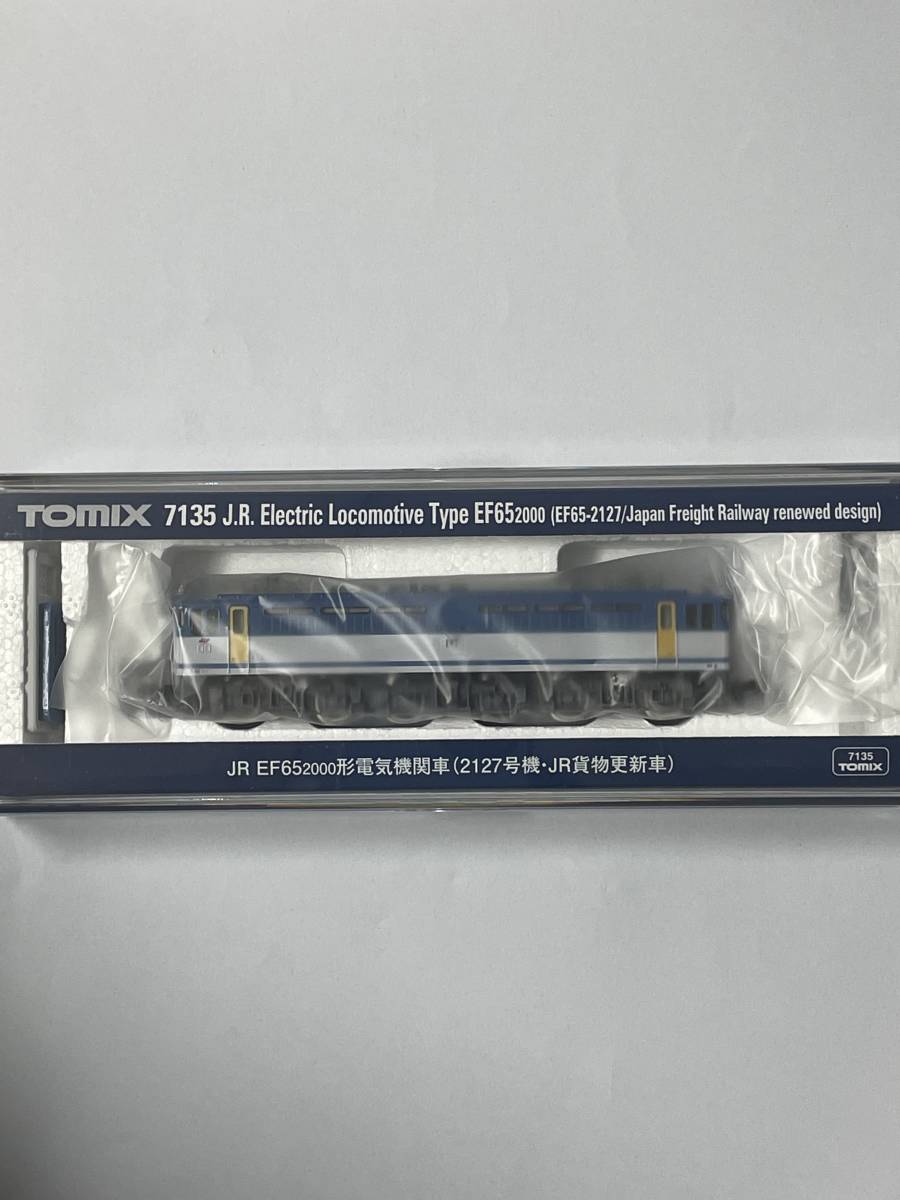 TOMIX 7135 J.R. Electric Locomotive Type EF652000 (EF65-2127/Japan Freight Railway renewed design)
JR EF652000形電気機関車(2127号機・JR貨物更新車)
7135
TOMIX